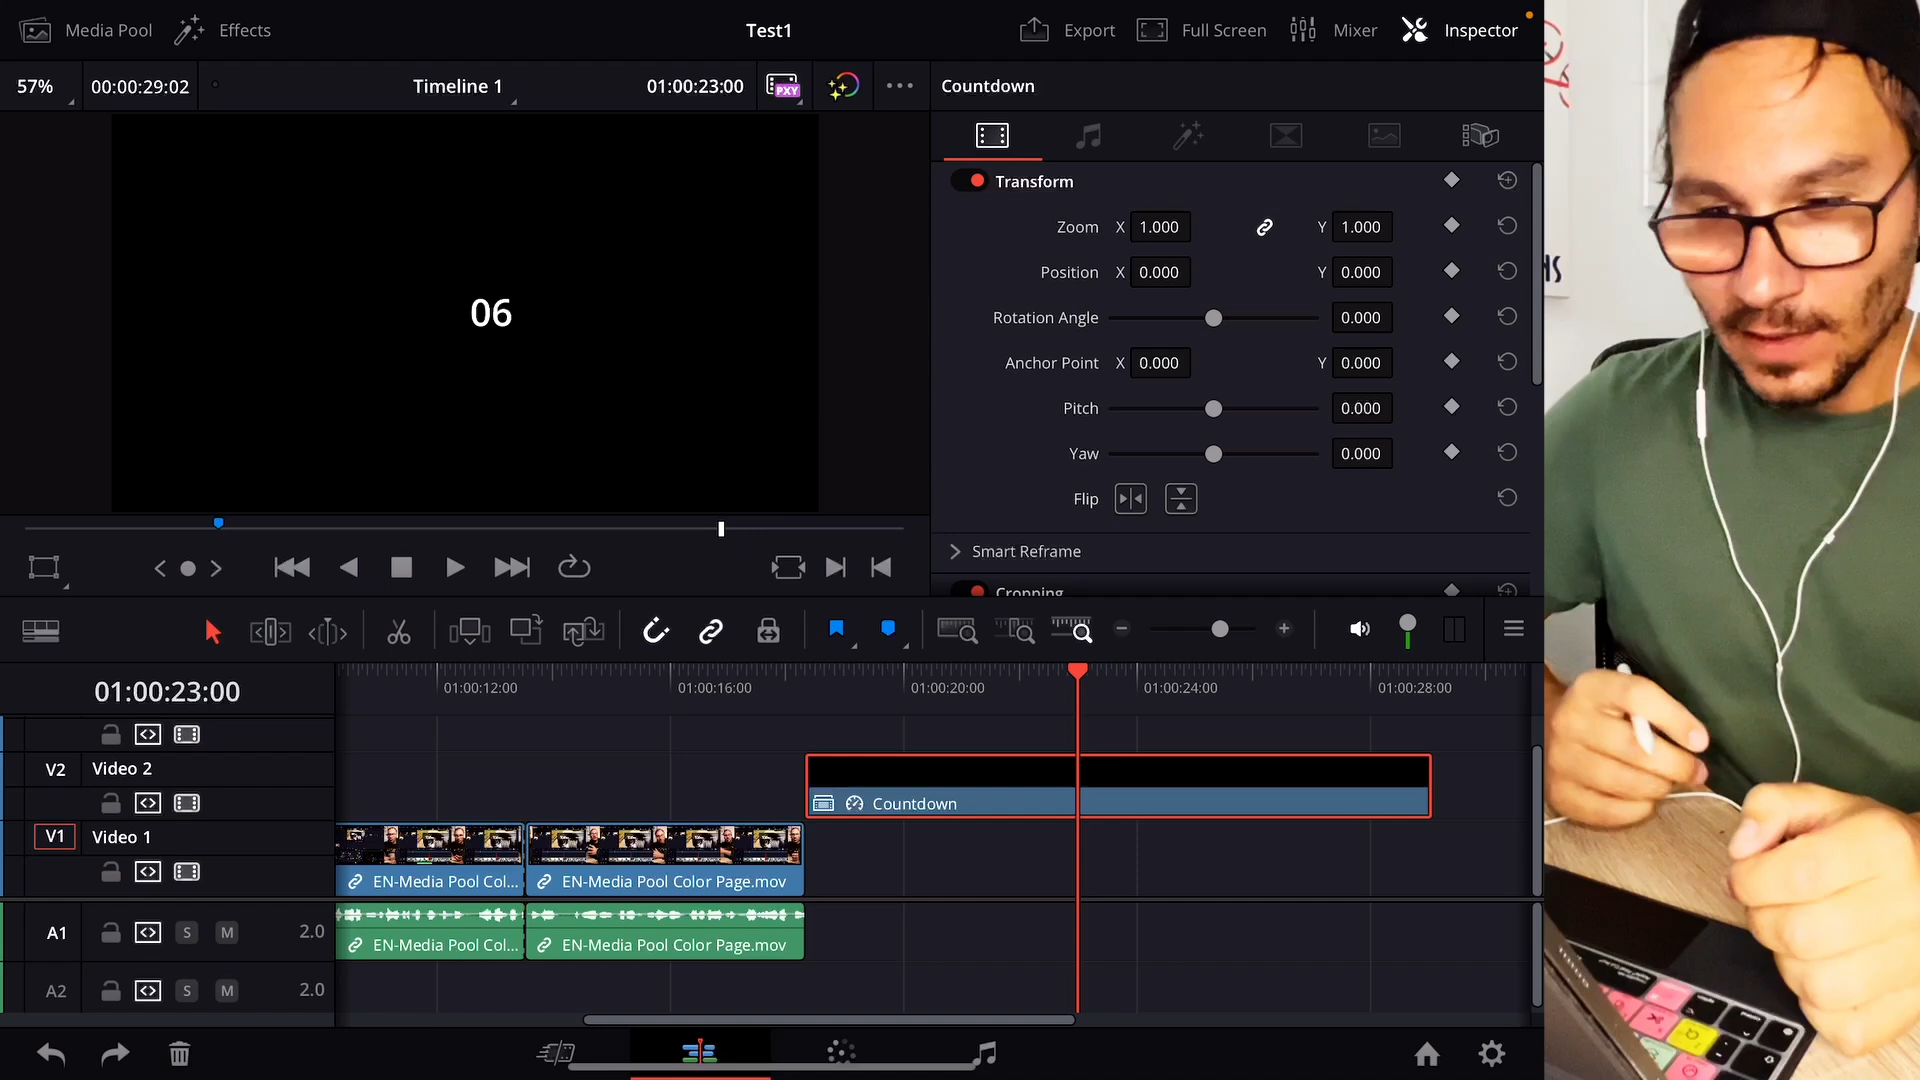 Media Pool
Effects
Test1
Export
Full Screen
Mixer
Inspector
57%
00:00:29:02
Timeline 1
01:00:23:00
PXY
Countdown
06
Transform
Zoom X 1.000 Y 1.000
Position X 0.000 Y 0.000
Rotation Angle 0.000
Anchor Point X 0.000 Y 0.000
Pitch 0.000
Yaw 0.000
Flip
Smart Reframe
Cropping
01:00:23:00
01:00:12:00
01:00:16:00
01:00:20:00
01:00:24:00
01:00:28:00
V2 Video 2
Countdown
V1 Video 1
EN-Media Pool Col...
EN-Media Pool Color Page.mov
A1 S M 2.0
EN-Media Pool Col...
EN-Media Pool Color Page.mov
A2 S M 2.0